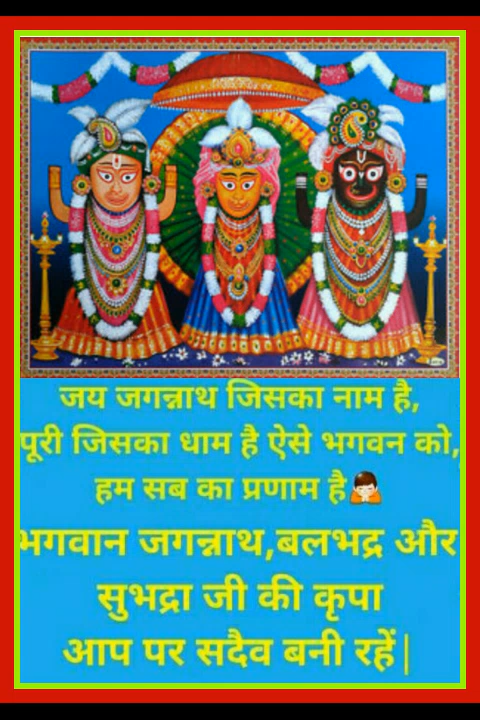 जय जगन्नाथ जिसका नाम है,
पूरी जिसका धाम है ऐसे भगवन को,
हम सब का प्रणाम है🙇
भगवान जगन्नाथ,बलभद्र और
सुभद्रा जी की कृपा
आप पर सदैव बनी रहें|